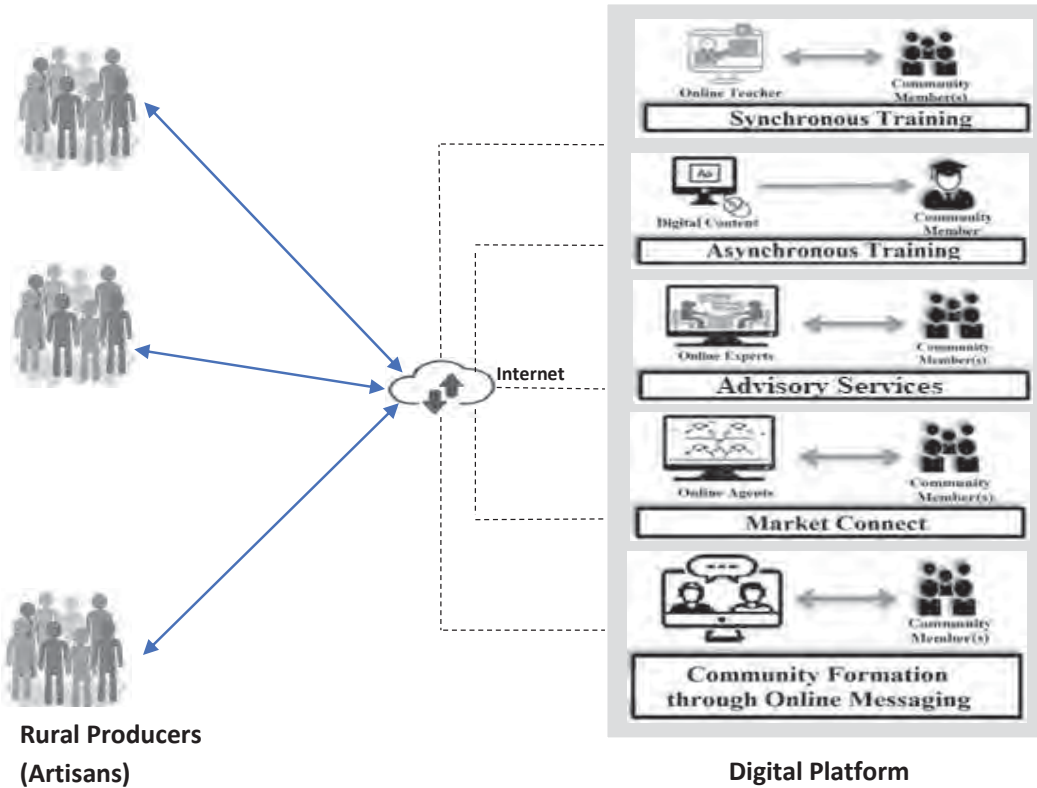 Online Teacher
Community
Member(s)
Synchronous Training
Aa
Digital Content
Community
Member
Asynchronous Training
Online Experts
Community
Member(s)
Advisory Services
Internet
Online Agents
Community
Member(s)
Market Connect
Community
Member(s)
Community Formation
through Online Messaging
Rural Producers
(Artisans)
Digital Platform